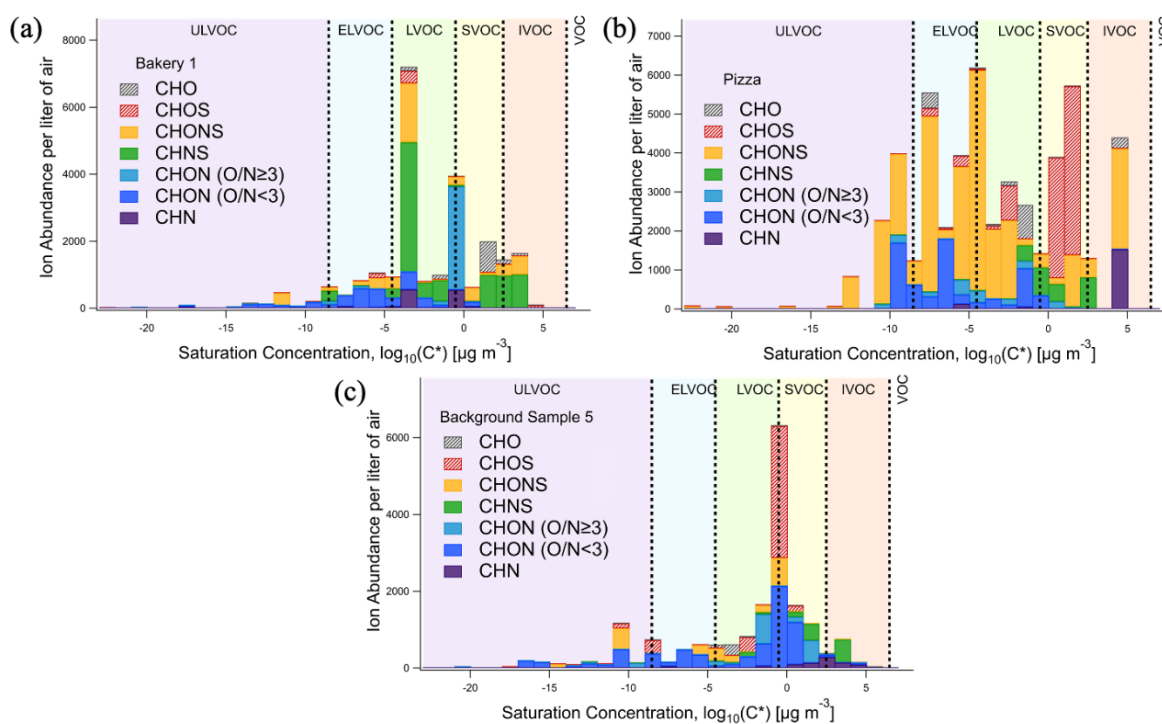 (a)
ULVOC ELVOC LVOC SVOC IVOC VOC
Bakery 1
CHO
CHOS
CHONS
CHNS
CHON (O/N≥3)
CHON (O/N<3)
CHN
Ion Abundance per liter of air
8000
6000
4000
2000
0
-20 -15 -10 -5 0 5
Saturation Concentration, log10(C*) [µg m⁻³]
(b)
ULVOC ELVOC LVOC SVOC IVOC VOC
Pizza
CHO
CHOS
CHONS
CHNS
CHON (O/N≥3)
CHON (O/N<3)
CHN
Ion Abundance per liter of air
7000
6000
5000
4000
3000
2000
1000
0
-20 -15 -10 -5 0 5
Saturation Concentration, log10(C*) [µg m⁻³]
(c)
ULVOC ELVOC LVOC SVOC IVOC VOC
Background Sample 5
CHO
CHOS
CHONS
CHNS
CHON (O/N≥3)
CHON (O/N<3)
CHN
Ion Abundance per liter of air
6000
4000
2000
0
-20 -15 -10 -5 0 5
Saturation Concentration, log10(C*) [µg m⁻³]